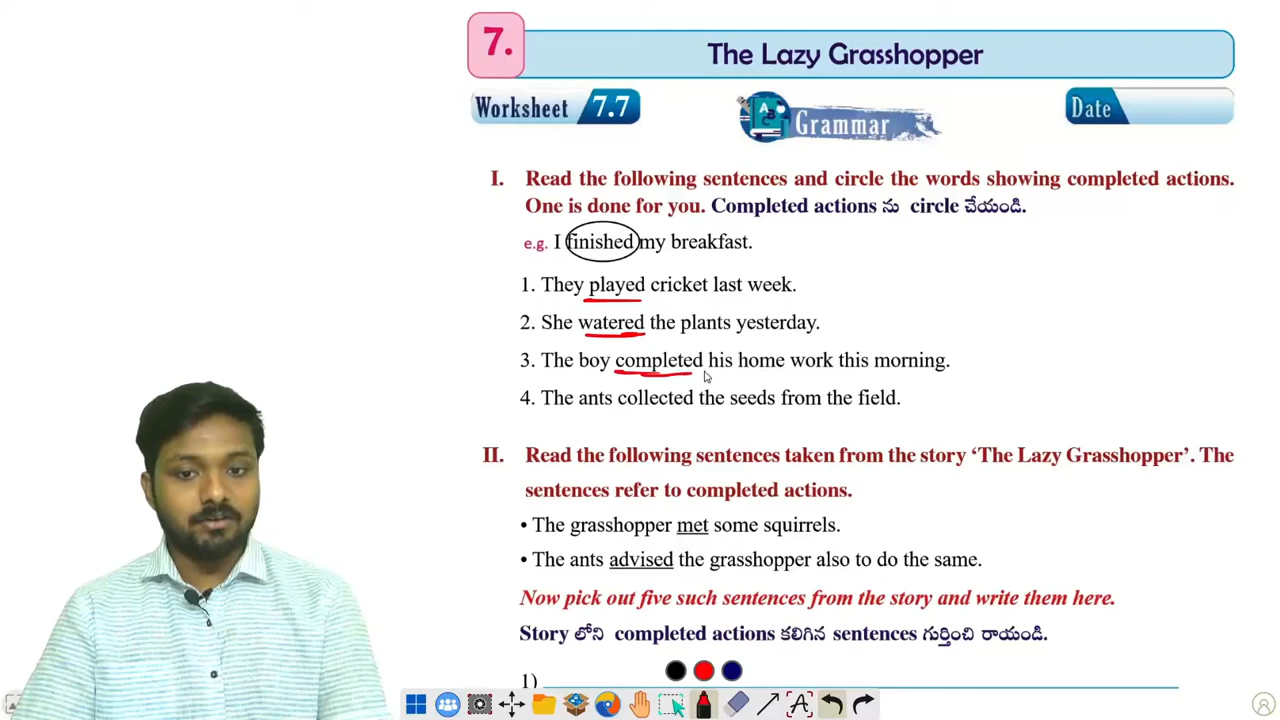 7.
The Lazy Grasshopper
Worksheet 7.7
Grammar
Date
I. Read the following sentences and circle the words showing completed actions.
One is done for you. Completed actions ను circle చేయండి.
e.g. I finished my breakfast.
1. They played cricket last week.
2. She watered the plants yesterday.
3. The boy completed his home work this morning.
4. The ants collected the seeds from the field.
II. Read the following sentences taken from the story ‘The Lazy Grasshopper’. The
sentences refer to completed actions.
• The grasshopper met some squirrels.
• The ants advised the grasshopper also to do the same.
Now pick out five such sentences from the story and write them here.
Story లోని completed actions కలిగిన sentences గుర్తించి రాయండి.
1)